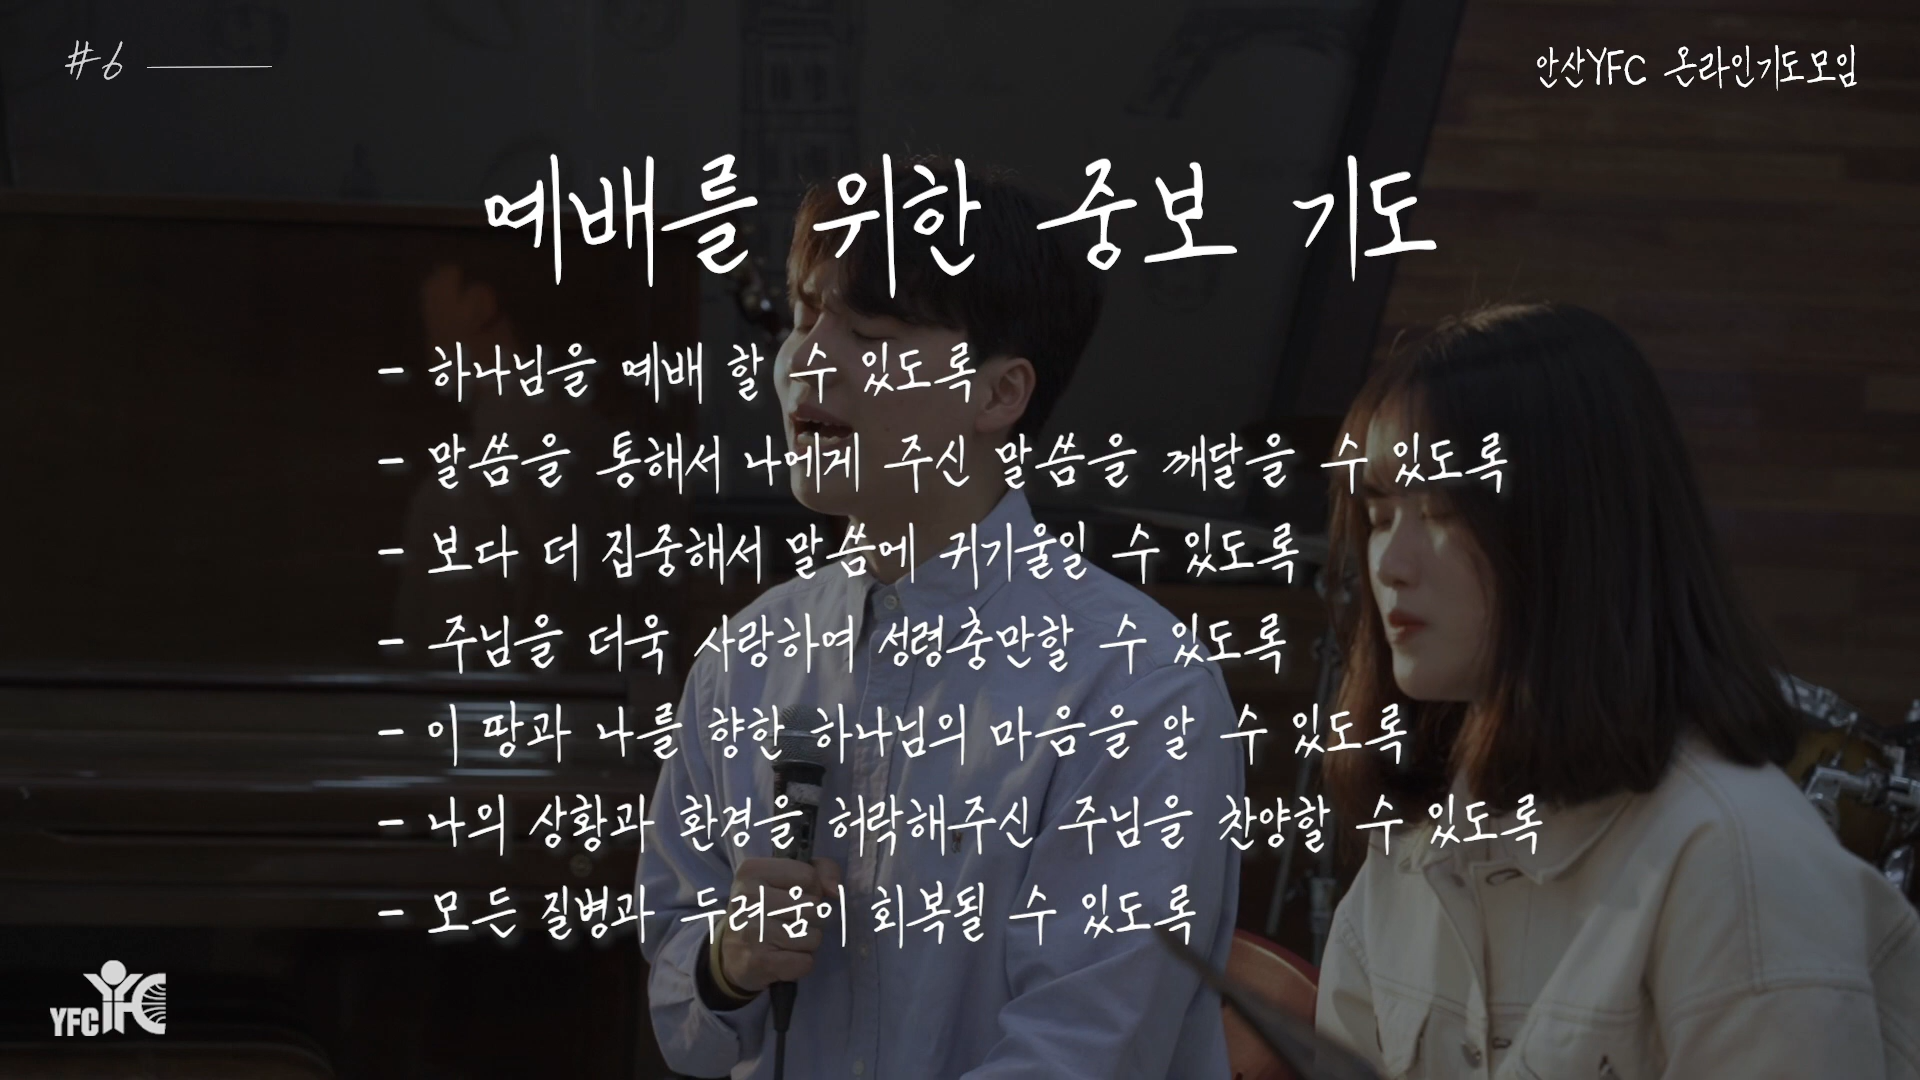 #6
안산YFC 온라인기도모임
예배를 위한 중보 기도
- 하나님을 예배 할 수 있도록
- 말씀을 통해서 나에게 주신 말씀을 깨달을 수 있도록
- 보다 더 집중해서 말씀에 귀기울일 수 있도록
- 주님을 더욱 사랑하여 성령충만할 수 있도록
- 이 땅과 나를 향한 하나님의 마음을 알 수 있도록
- 나의 상황과 환경을 허락해주신 주님을 찬양할 수 있도록
- 모든 질병과 두려움이 회복될 수 있도록
YFC YFC